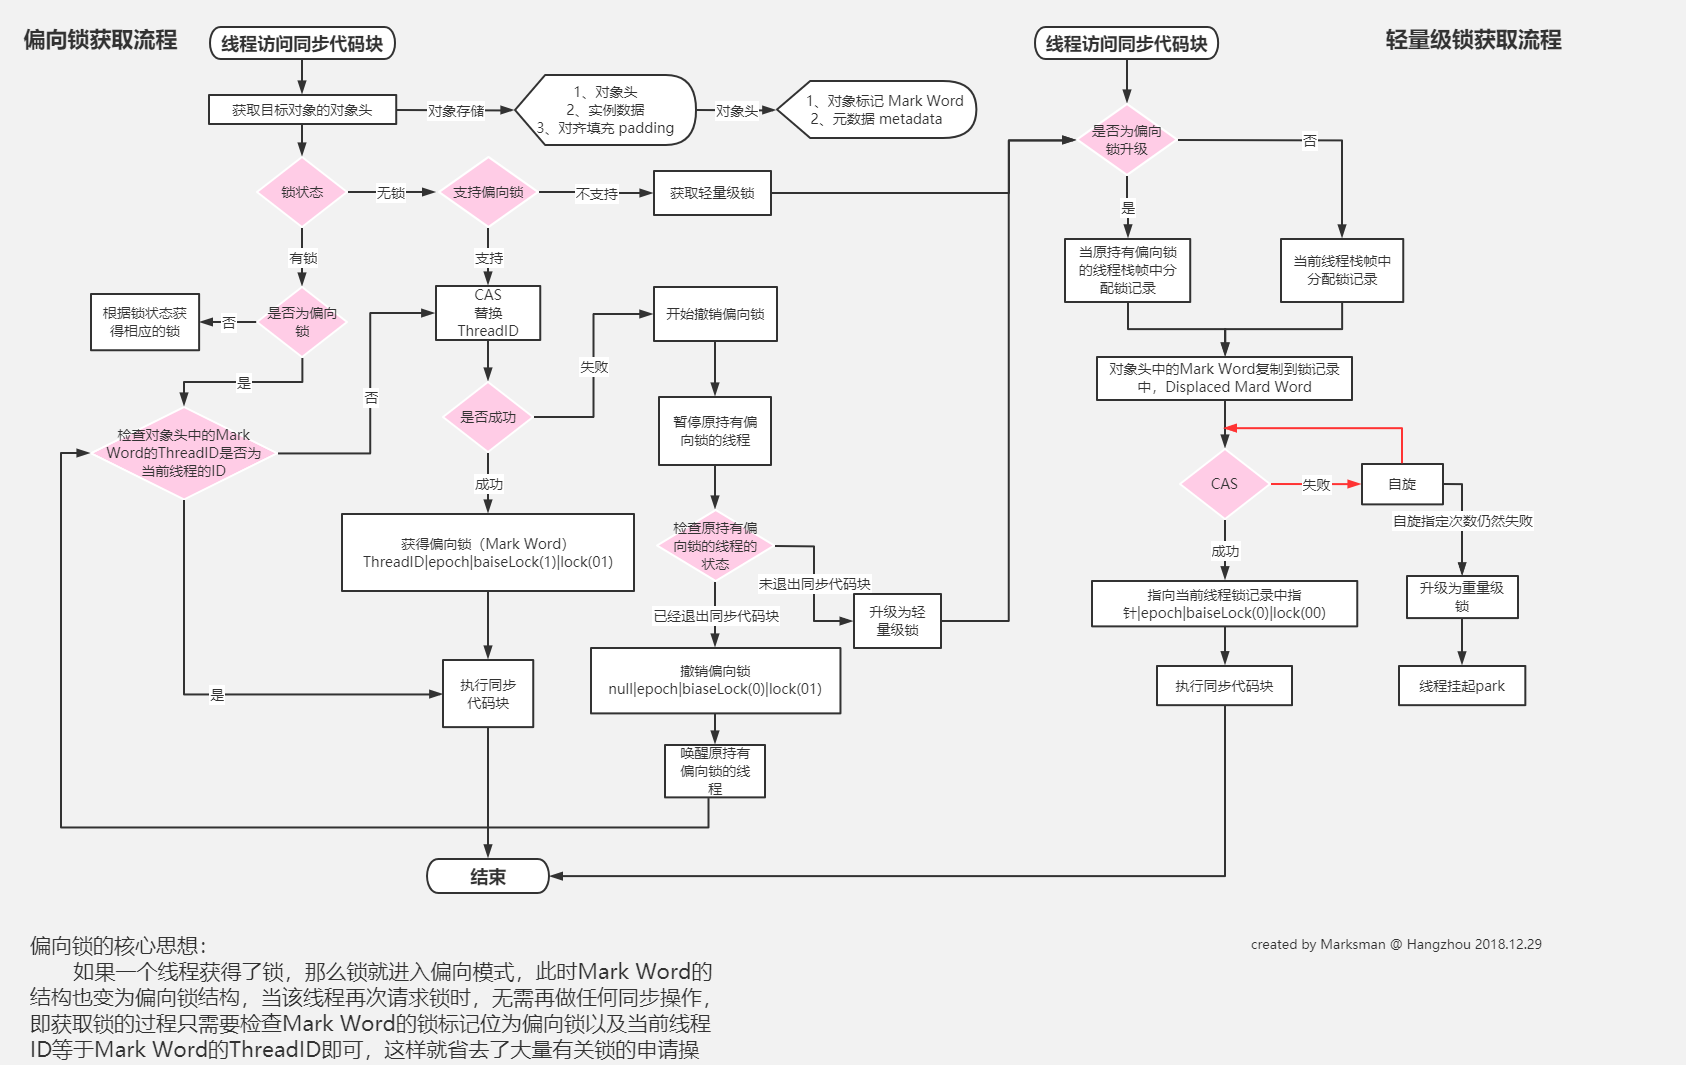 偏向锁获取流程
线程访问同步代码块
线程访问同步代码块
轻量级锁获取流程
获取目标对象的对象头
对象存储
1、对象头
2、实例数据
3、对齐填充 padding
对象头
1、对象标记 Mark Word
2、元数据 metadata
是否为偏向
锁升级
否
是
锁状态
无锁
支持偏向锁
不支持
获取轻量级锁
有锁
支持
当原持有偏向锁
的线程栈帧中分
配锁记录
当前线程栈帧中
分配锁记录
根据锁状态获
得相应的锁
否
是否为偏向
锁
是
否
CAS
替换
ThreadID
失败
开始撤销偏向锁
对象头中的Mark Word复制到锁记录
中，Displaced Mard Word
是否成功
暂停原持有偏
向锁的线程
检查对象头中的Mark
Word的ThreadID是否为
当前线程的ID
成功
CAS
失败
自旋
自旋指定次数仍然失败
获得偏向锁（Mark Word）
ThreadID|epoch|baiseLock(1)|lock(01)
检查原持有偏
向锁的线程的
状态
未退出同步代码块
已经退出同步代码块
升级为轻
量级锁
成功
指向当前线程锁记录中指
针|epoch|baiseLock(0)|lock(00)
升级为重量级
锁
是
执行同步
代码块
撤销偏向锁
null|epoch|biaseLock(0)|lock(01)
执行同步代码块
线程挂起park
唤醒原持有
偏向锁的线
程
结束
偏向锁的核心思想：
如果一个线程获得了锁，那么锁就进入偏向模式，此时Mark Word的
结构也变为偏向锁结构，当该线程再次请求锁时，无需再做任何同步操作，
即获取锁的过程只需要检查Mark Word的锁标记位为偏向锁以及当前线程
ID等于Mark Word的ThreadID即可，这样就省去了大量有关锁的申请操
created by Marksman @ Hangzhou 2018.12.29